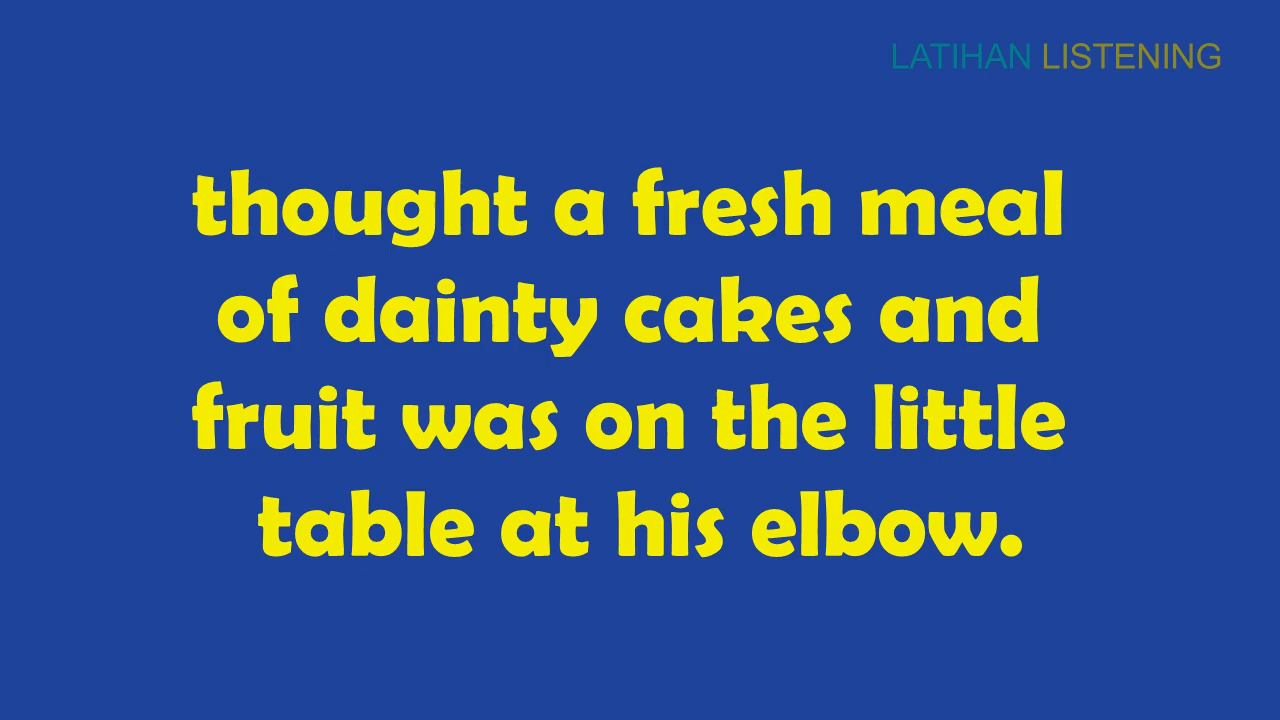 LATIHAN LISTENING
thought a fresh meal
of dainty cakes and
fruit was on the little
table at his elbow.